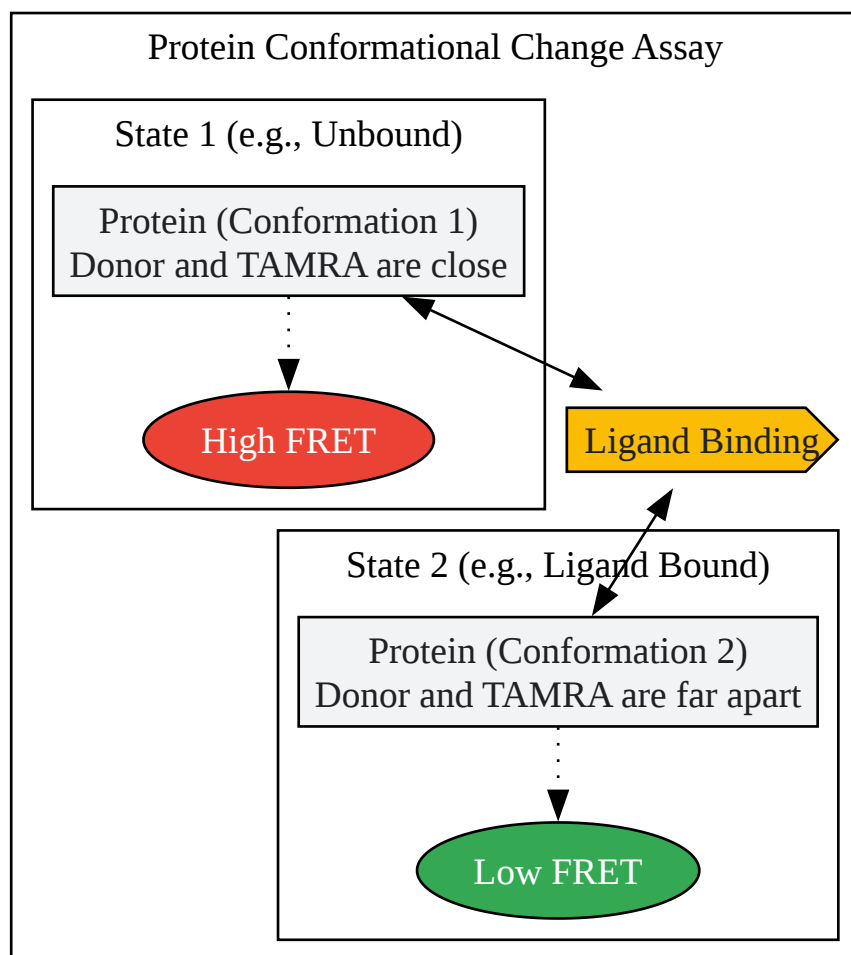 Protein Conformational Change Assay
State 1 (e.g., Unbound)
Protein (Conformation 1)
Donor and TAMRA are close
High FRET
Ligand Binding
State 2 (e.g., Ligand Bound)
Protein (Conformation 2)
Donor and TAMRA are far apart
Low FRET